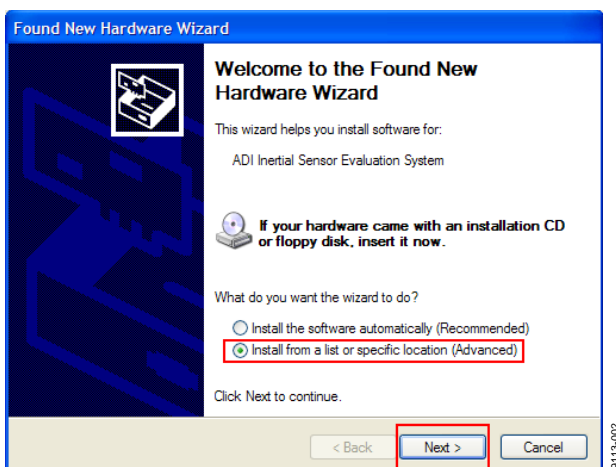 Found New Hardware Wizard
Welcome to the Found New
Hardware Wizard
This wizard helps you install software for:
ADI Inertial Sensor Evaluation System
If your hardware came with an installation CD
or floppy disk, insert it now.
What do you want the wizard to do?
Install the software automatically (Recommended)
Install from a list or specific location (Advanced)
Click Next to continue.
< Back
Next >
Cancel